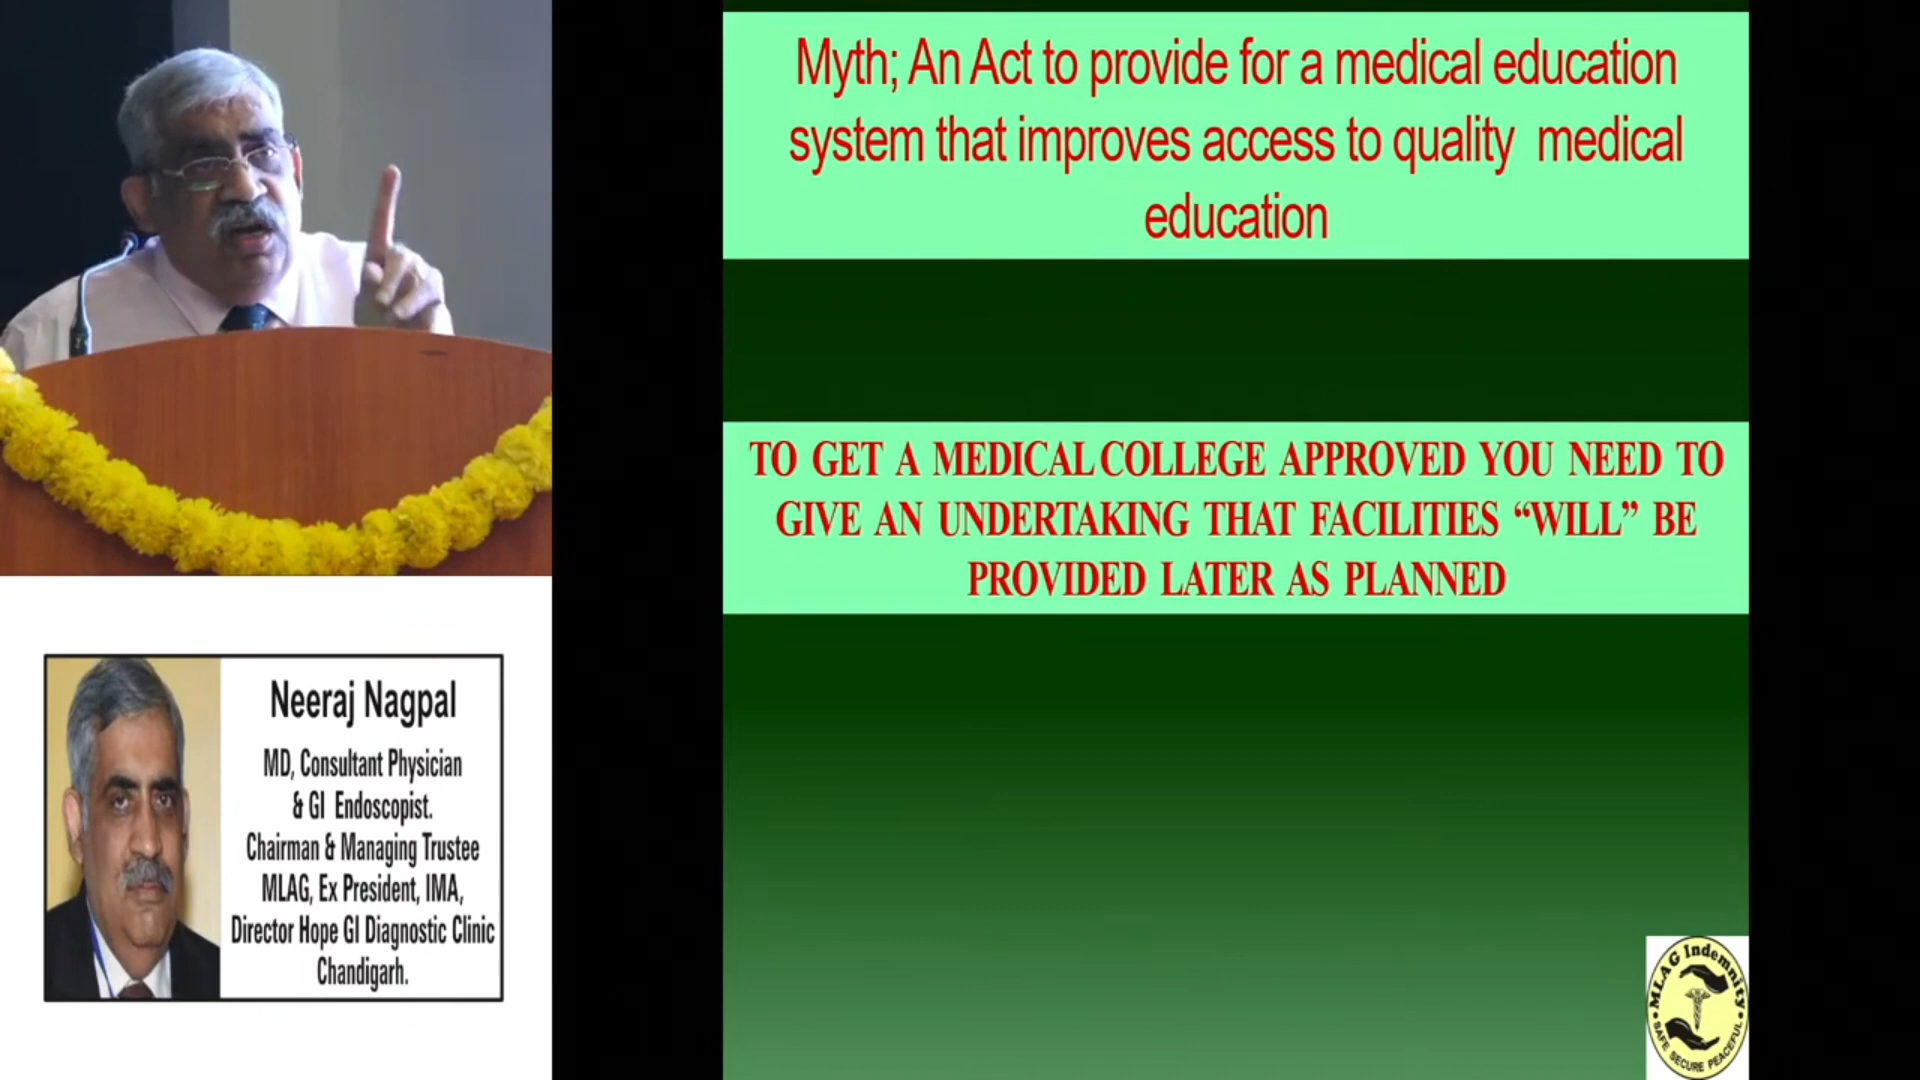 Myth; An Act to provide for a medical education
system that improves access to quality medical
education
TO GET A MEDICAL COLLEGE APPROVED YOU NEED TO
GIVE AN UNDERTAKING THAT FACILITIES “WILL” BE
PROVIDED LATER AS PLANNED
Neeraj Nagpal
MD, Consultant Physician
& GI Endoscopist.
Chairman & Managing Trustee
MLAG, Ex President, IMA,
Director Hope GI Diagnostic Clinic
Chandigarh.
MLAG Indemnity
• SAFE SECURE PEACEFUL •